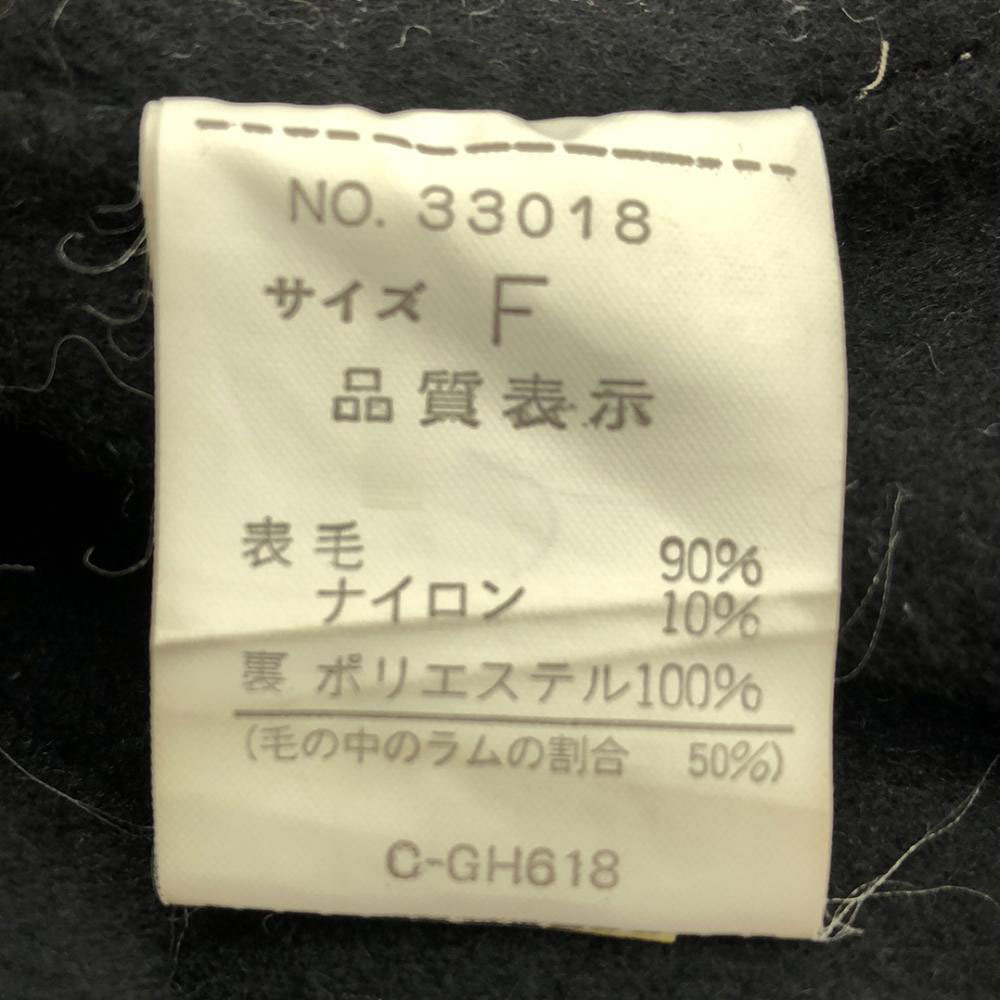 NO. 33018
サイズ F
品質表示
表 毛 90%
ナイロン 10%
裏 ポリエステル100%
(毛の中のラムの割合 50%)
C-GH618